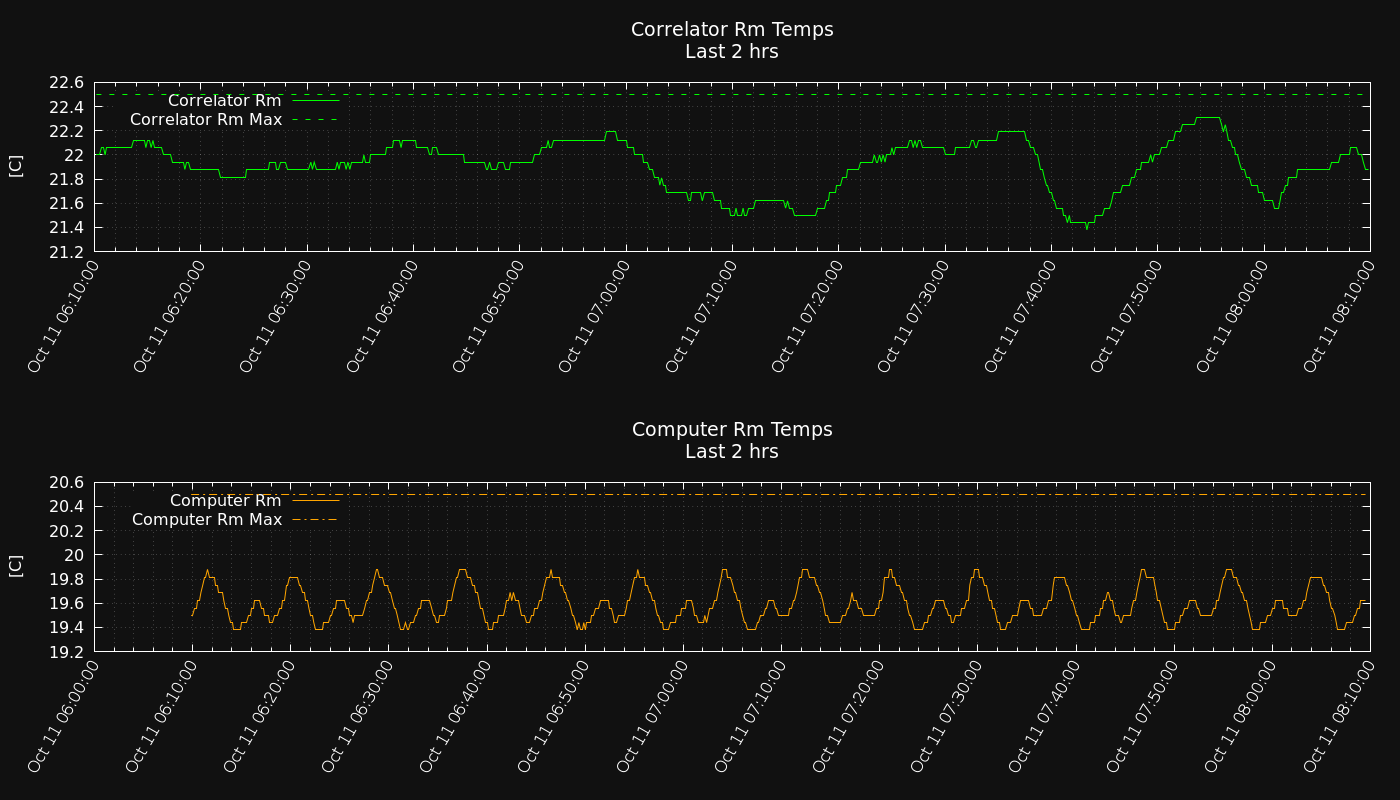 Correlator Rm Temps
Last 2 hrs
22.6
22.4
22.2
22
21.8
21.6
21.4
21.2
[C]
Correlator Rm
Correlator Rm Max
Oct 11 06:10:00
Oct 11 06:20:00
Oct 11 06:30:00
Oct 11 06:40:00
Oct 11 06:50:00
Oct 11 07:00:00
Oct 11 07:10:00
Oct 11 07:20:00
Oct 11 07:30:00
Oct 11 07:40:00
Oct 11 07:50:00
Oct 11 08:00:00
Oct 11 08:10:00
Computer Rm Temps
Last 2 hrs
20.6
20.4
20.2
20
19.8
19.6
19.4
19.2
[C]
Computer Rm
Computer Rm Max
Oct 11 06:00:00
Oct 11 06:10:00
Oct 11 06:20:00
Oct 11 06:30:00
Oct 11 06:40:00
Oct 11 06:50:00
Oct 11 07:00:00
Oct 11 07:10:00
Oct 11 07:20:00
Oct 11 07:30:00
Oct 11 07:40:00
Oct 11 07:50:00
Oct 11 08:00:00
Oct 11 08:10:00